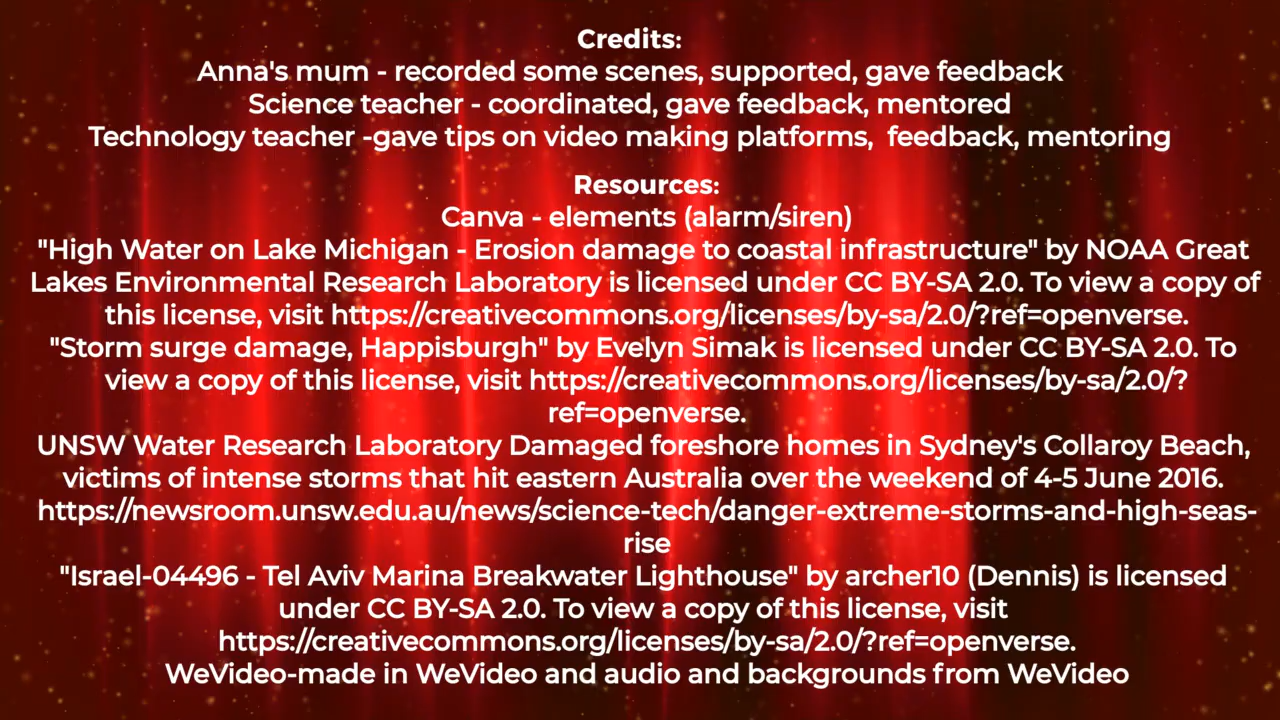 Credits:
Anna's mum - recorded some scenes, supported, gave feedback
Science teacher - coordinated, gave feedback, mentored
Technology teacher -gave tips on video making platforms,  feedback, mentoring
Resources:
Canva - elements (alarm/siren)
"High Water on Lake Michigan - Erosion damage to coastal infrastructure" by NOAA Great
Lakes Environmental Research Laboratory is licensed under CC BY-SA 2.0. To view a copy of
this license, visit https://creativecommons.org/licenses/by-sa/2.0/?ref=openverse.
"Storm surge damage, Happisburgh" by Evelyn Simak is licensed under CC BY-SA 2.0. To
view a copy of this license, visit https://creativecommons.org/licenses/by-sa/2.0/?
ref=openverse.
UNSW Water Research Laboratory Damaged foreshore homes in Sydney's Collaroy Beach,
victims of intense storms that hit eastern Australia over the weekend of 4-5 June 2016.
https://newsroom.unsw.edu.au/news/science-tech/danger-extreme-storms-and-high-seas-
rise
"Israel-04496 - Tel Aviv Marina Breakwater Lighthouse" by archer10 (Dennis) is licensed
under CC BY-SA 2.0. To view a copy of this license, visit
https://creativecommons.org/licenses/by-sa/2.0/?ref=openverse.
WeVideo-made in WeVideo and audio and backgrounds from WeVideo